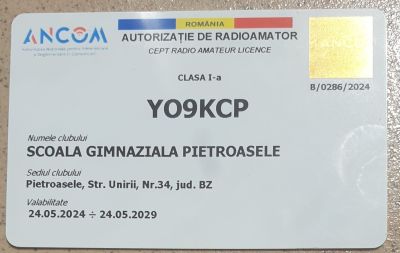 ROMÂNIA
ANCOM
AUTORIZAȚIE DE RADIOAMATOR
CEPT RADIO AMATEUR LICENCE
CLASA I-a
B/0286/2024
YO9KCP
Numele clubului
SCOALA GIMNAZIALA PIETROASELE
Sediul clubului
Pietroasele, Str. Unirii, Nr.34, jud. BZ
Valabilitate
24.05.2024 ÷ 24.05.2029